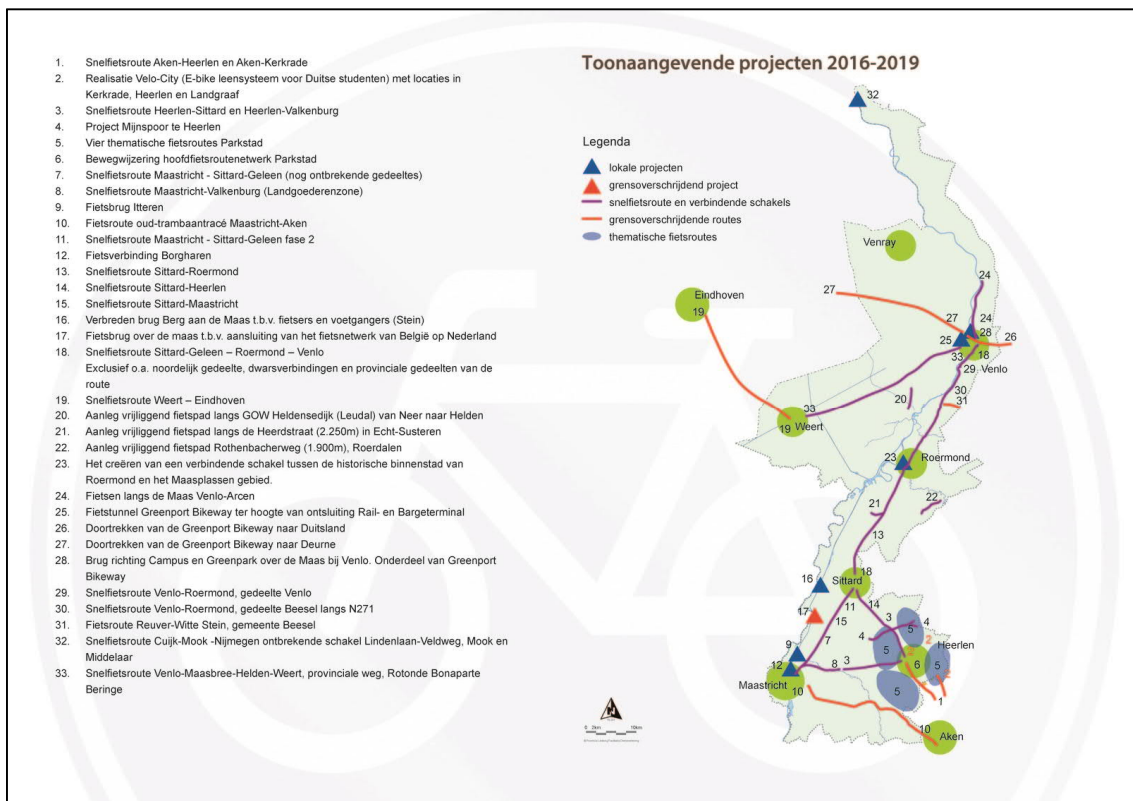 1. Snelfietsroute Aken-Heerlen en Aken-Kerkrade
2. Realisatie Velo-City (E-bike leensysteem voor Duitse studenten) met locaties in
Kerkrade, Heerlen en Landgraaf
3. Snelfietsroute Heerlen-Sittard en Heerlen-Valkenburg
4. Project Mijnspoor te Heerlen
5. Vier thematische fietsroutes Parkstad
6. Bewegwijzering hoofdfietsroutenetwerk Parkstad
7. Snelfietsroute Maastricht - Sittard-Geleen (nog ontbrekende gedeeltes)
8. Snelfietsroute Maastricht-Valkenburg (Landgoederenzone)
9. Fietsbrug Itteren
10. Fietsroute oud-trambaantracé Maastricht-Aken
11. Snelfietsroute Maastricht - Sittard-Geleen fase 2
12. Fietsverbinding Borgharen
13. Snelfietsroute Sittard-Roermond
14. Snelfietsroute Sittard-Heerlen
15. Snelfietsroute Sittard-Maastricht
16. Verbreden brug Berg aan de Maas t.b.v. fietsers en voetgangers (Stein)
17. Fietsbrug over de maas t.b.v. aansluiting van het fietsnetwerk van België op Nederland
18. Snelfietsroute Sittard-Geleen – Roermond – Venlo
Exclusief o.a. noordelijk gedeelte, dwarsverbindingen en provinciale gedeelten van de
route
19. Snelfietsroute Weert – Eindhoven
20. Aanleg vrijliggend fietspad langs GOW Heldensedijk (Leudal) van Neer naar Helden
21. Aanleg vrijliggend fietspad langs de Heerdstraat (2.250m) in Echt-Susteren
22. Aanleg vrijliggend fietspad Rothenbacherweg (1.900m), Roerdalen
23. Het creëren van een verbindende schakel tussen de historische binnenstad van
Roermond en het Maasplassen gebied.
24. Fietsen langs de Maas Venlo-Arcen
25. Fietstunnel Greenport Bikeway ter hoogte van ontsluiting Rail- en Bargeterminal
26. Doortrekken van de Greenport Bikeway naar Duitsland
27. Doortrekken van de Greenport Bikeway naar Deurne
28. Brug richting Campus en Greenpark over de Maas bij Venlo. Onderdeel van Greenport
Bikeway
29. Snelfietsroute Venlo-Roermond, gedeelte Venlo
30. Snelfietsroute Venlo-Roermond, gedeelte Beesel langs N271
31. Fietsroute Reuver-Witte Stein, gemeente Beesel
32. Snelfietsroute Cuijk-Mook -Nijmegen ontbrekende schakel Lindenlaan-Veldweg, Mook en
Middelaar
33. Snelfietsroute Venlo-Maasbree-Helden-Weert, provinciale weg, Rotonde Bonaparte
Beringe
Toonaangevende projecten 2016-2019
Legenda
lokale projecten
grensoverschrijdend project
snelfietsroute en verbindende schakels
grensoverschrijdende routes
thematische fietsroutes
32
Venray
24
Eindhoven
27
19
27
24
28
25
26
33
18
29
Venlo
30
31
20
33
19
Weert
23
Roermond
22
21
13
18
Sittard
16
11
14
17
15
3
4
5
2
4
Heerlen
7
5
9
6
5
12
8
3
Maastricht
10
5
1
10
Aken
0 2km 10km